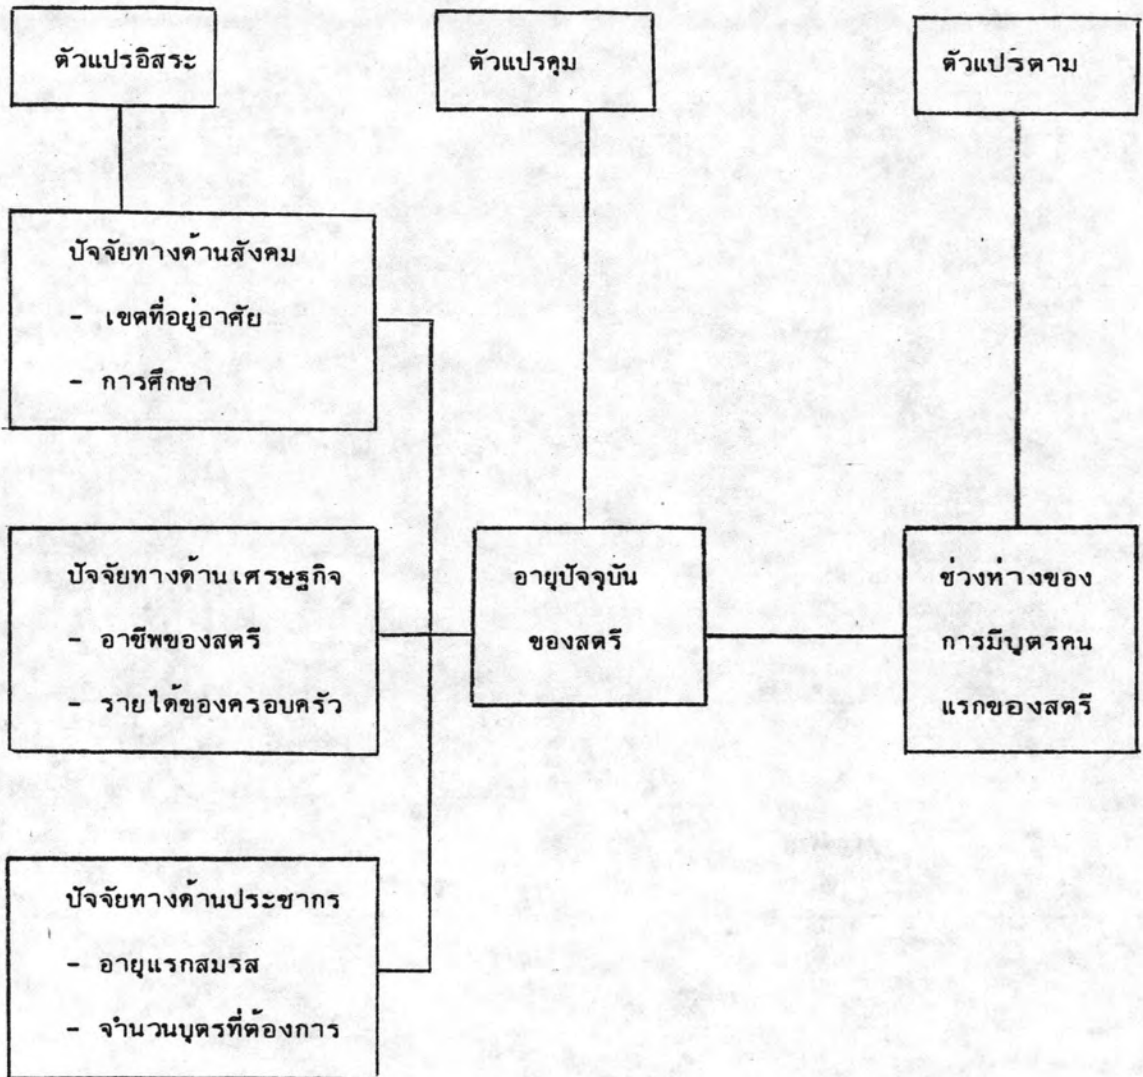 ตัวแปรอิสระ
ตัวแปรคุม
ตัวแปรตาม
ปัจจัยทางด้านสังคม
- เขตที่อยู่อาศัย
- การศึกษา
ปัจจัยทางด้านเศรษฐกิจ
- อาชีพของสตรี
- รายได้ของครอบครัว
อายุปัจจุบัน
ของสตรี
ช่วงห่างของ
การมีบุตรคน
แรกของสตรี
ปัจจัยทางด้านประชากร
- อายุแรกสมรส
- จำนวนบุตรที่ต้องการ